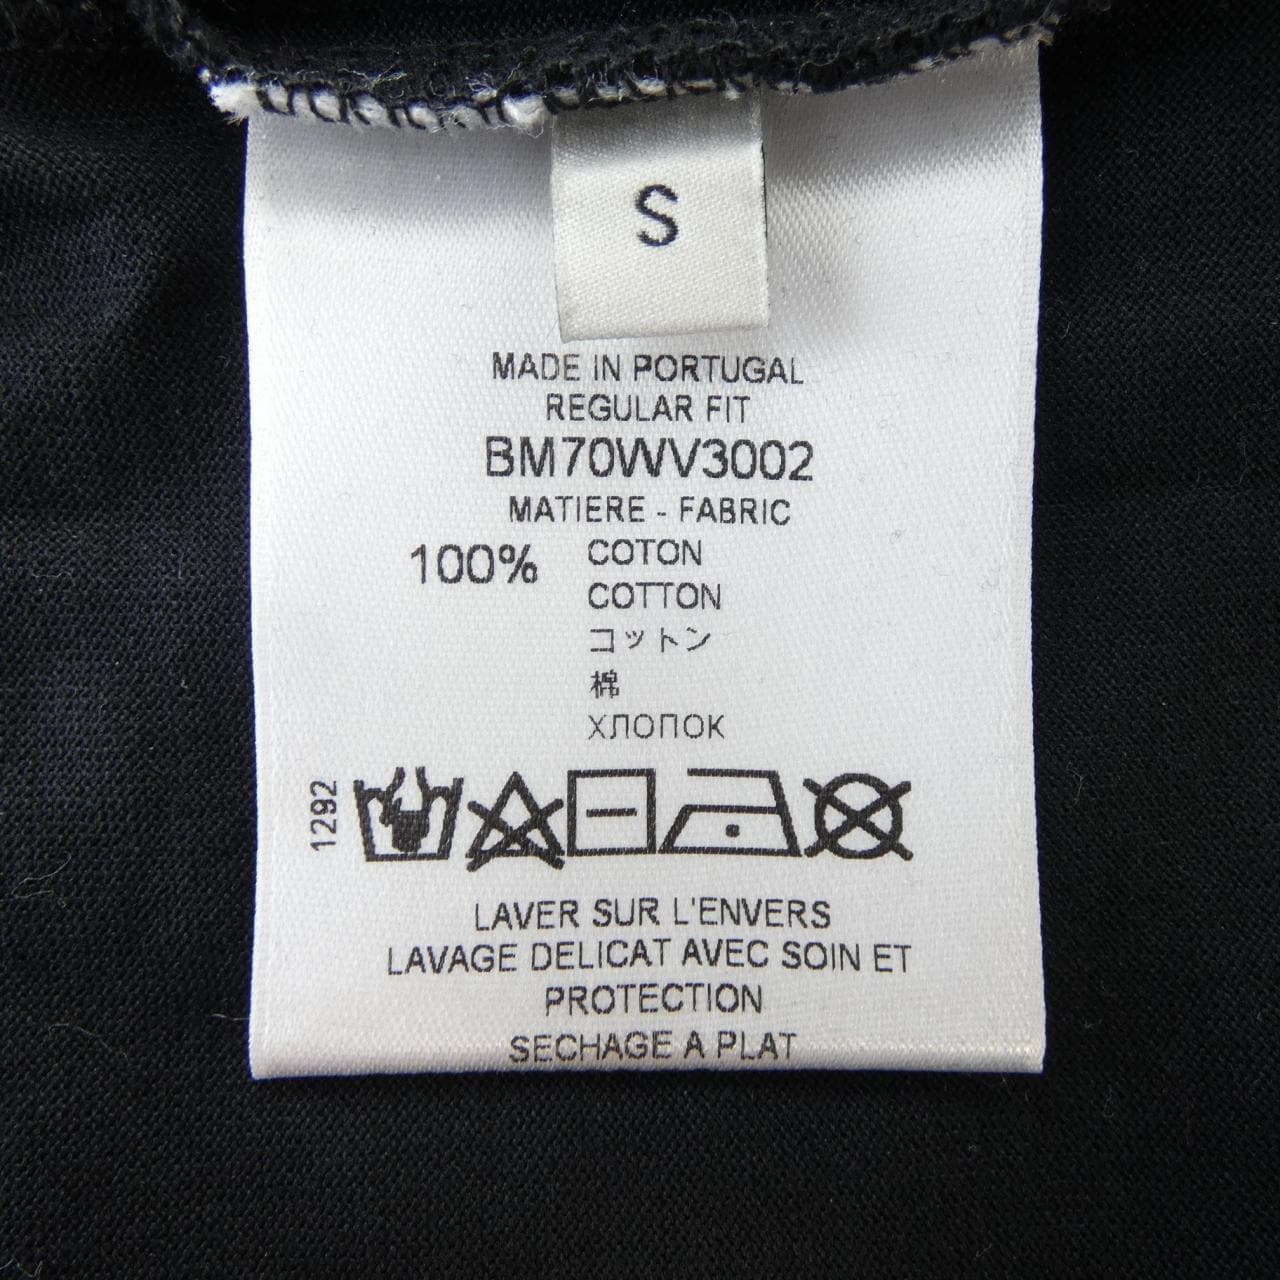 S
MADE IN PORTUGAL
REGULAR FIT
BM70WV3002
MATIERE - FABRIC
100% COTON
COTTON
コットン
棉
ХЛОПОК
1292
LAVER SUR L'ENVERS
LAVAGE DELICAT AVEC SOIN ET
PROTECTION
SECHAGE A PLAT